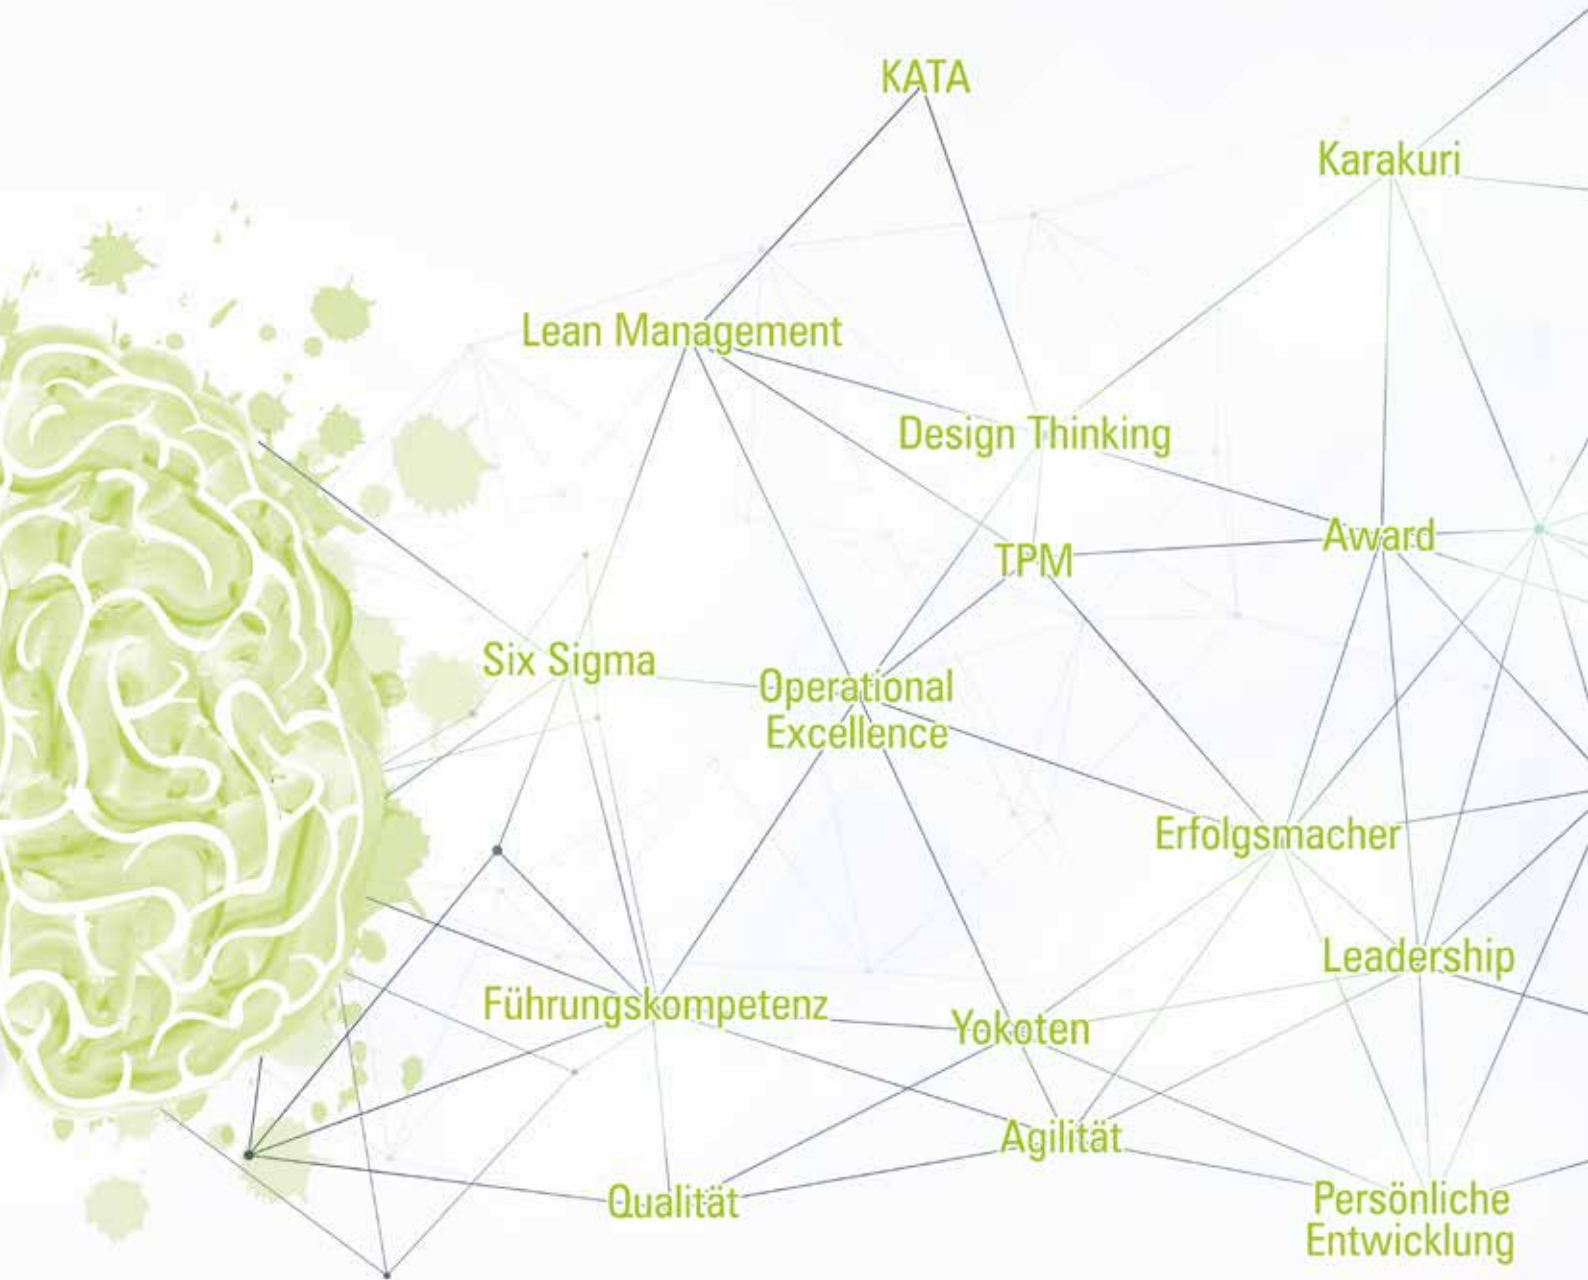 KATA
Karakuri
Lean Management
Design Thinking
Award
TPM
Six Sigma
Operational
Excellence
Erfolgsmacher
Leadership
Führungskompetenz
Yokoten
Agilität
Qualität
Persönliche
Entwicklung